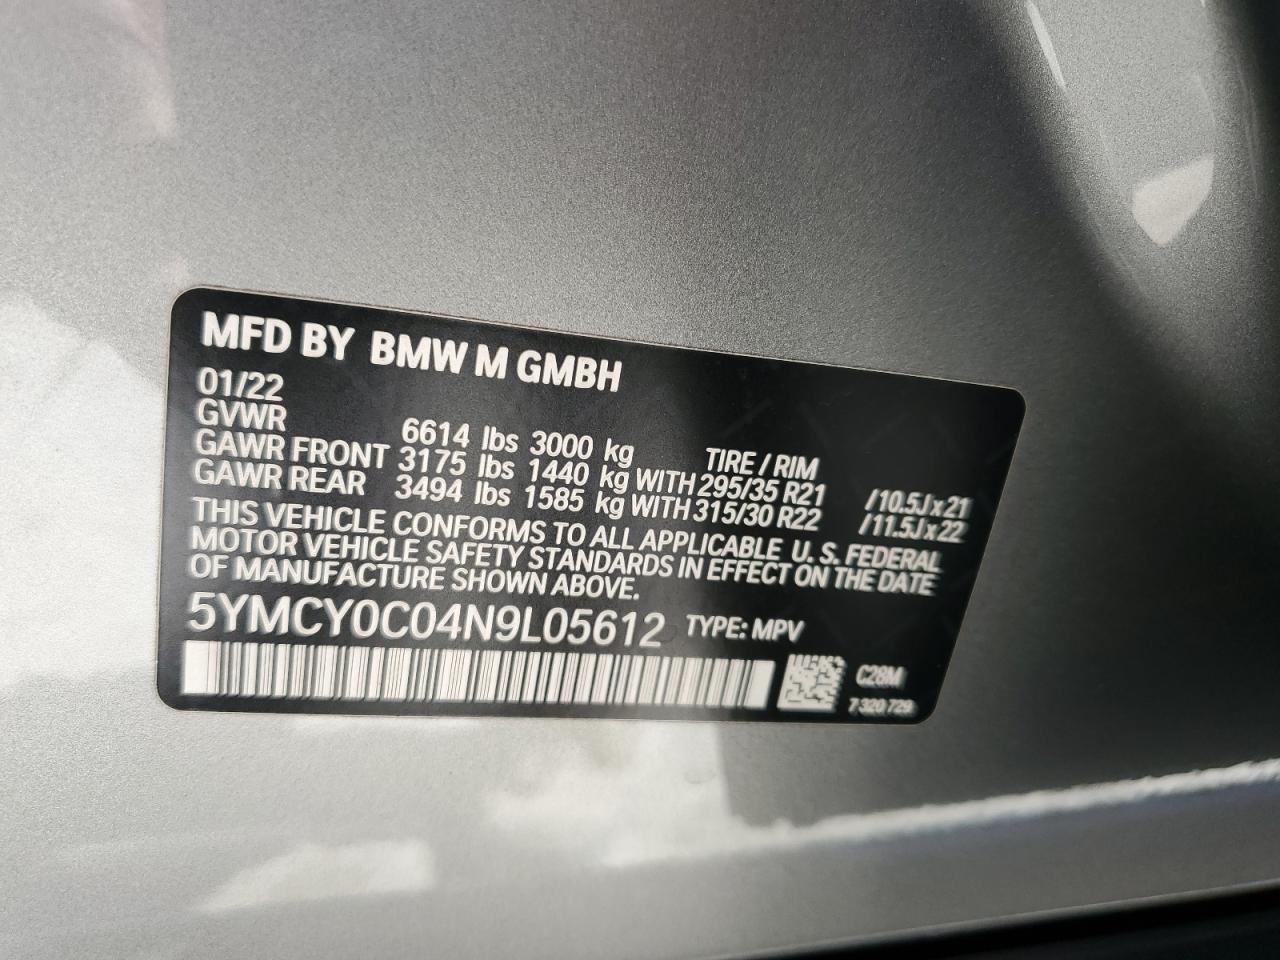 MFD BY BMW M GMBH
01/22
GVWR 6614 lbs 3000 kg TIRE / RIM
GAWR FRONT 3175 lbs 1440 kg WITH 295/35 R21 /10.5Jx21
GAWR REAR 3494 lbs 1585 kg WITH 315/30 R22 /11.5Jx22
THIS VEHICLE CONFORMS TO ALL APPLICABLE U. S. FEDERAL
MOTOR VEHICLE SAFETY STANDARDS IN EFFECT ON THE DATE
OF MANUFACTURE SHOWN ABOVE.
5YMCY0C04N9L05612 TYPE: MPV
C28M
7 320 729